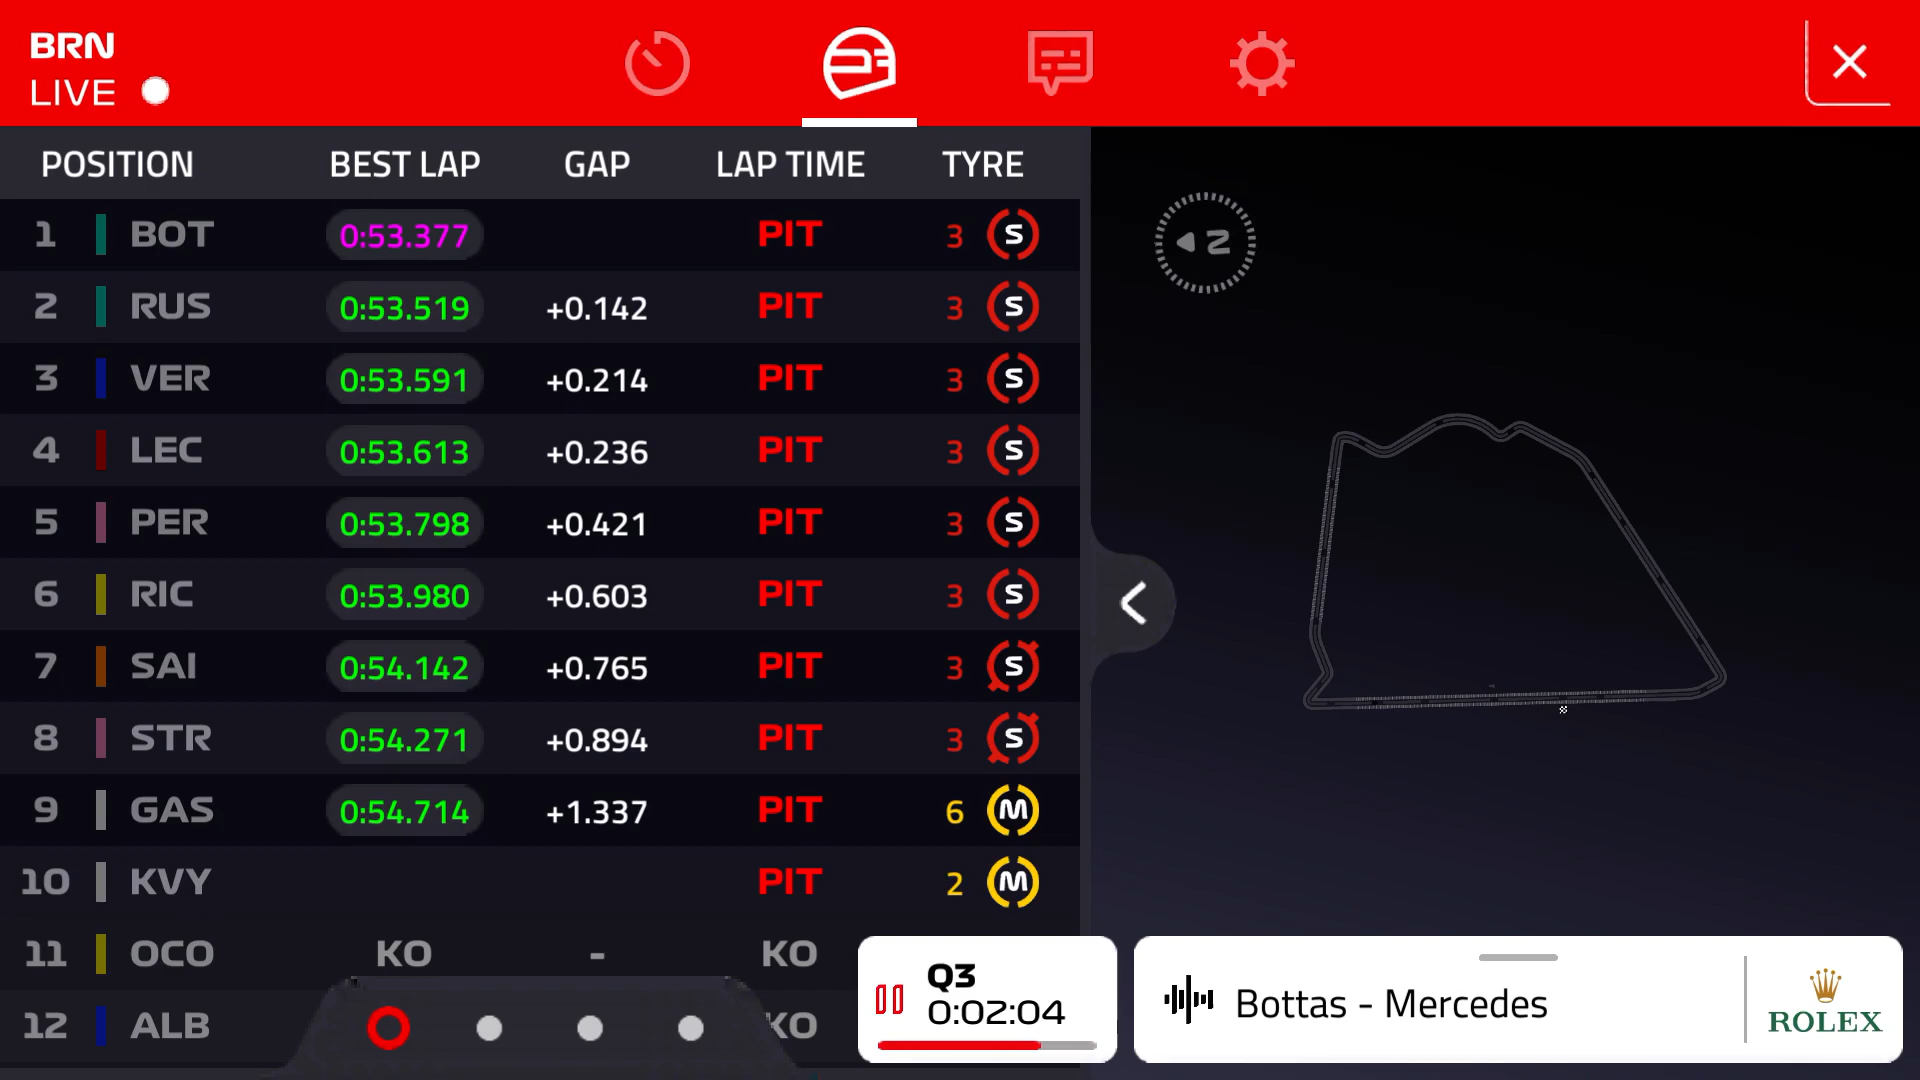 BRN
LIVE
POSITION BEST LAP GAP LAP TIME TYRE
1 BOT 0:53.377 PIT 3 S
2 RUS 0:53.519 +0.142 PIT 3 S
3 VER 0:53.591 +0.214 PIT 3 S
4 LEC 0:53.613 +0.236 PIT 3 S
5 PER 0:53.798 +0.421 PIT 3 S
6 RIC 0:53.980 +0.603 PIT 3 S
7 SAI 0:54.142 +0.765 PIT 3 S
8 STR 0:54.271 +0.894 PIT 3 S
9 GAS 0:54.714 +1.337 PIT 6 M
10 KVY PIT 2 M
11 OCO KO - KO
12 ALB KO
N
Q3
0:02:04
Bottas - Mercedes
ROLEX